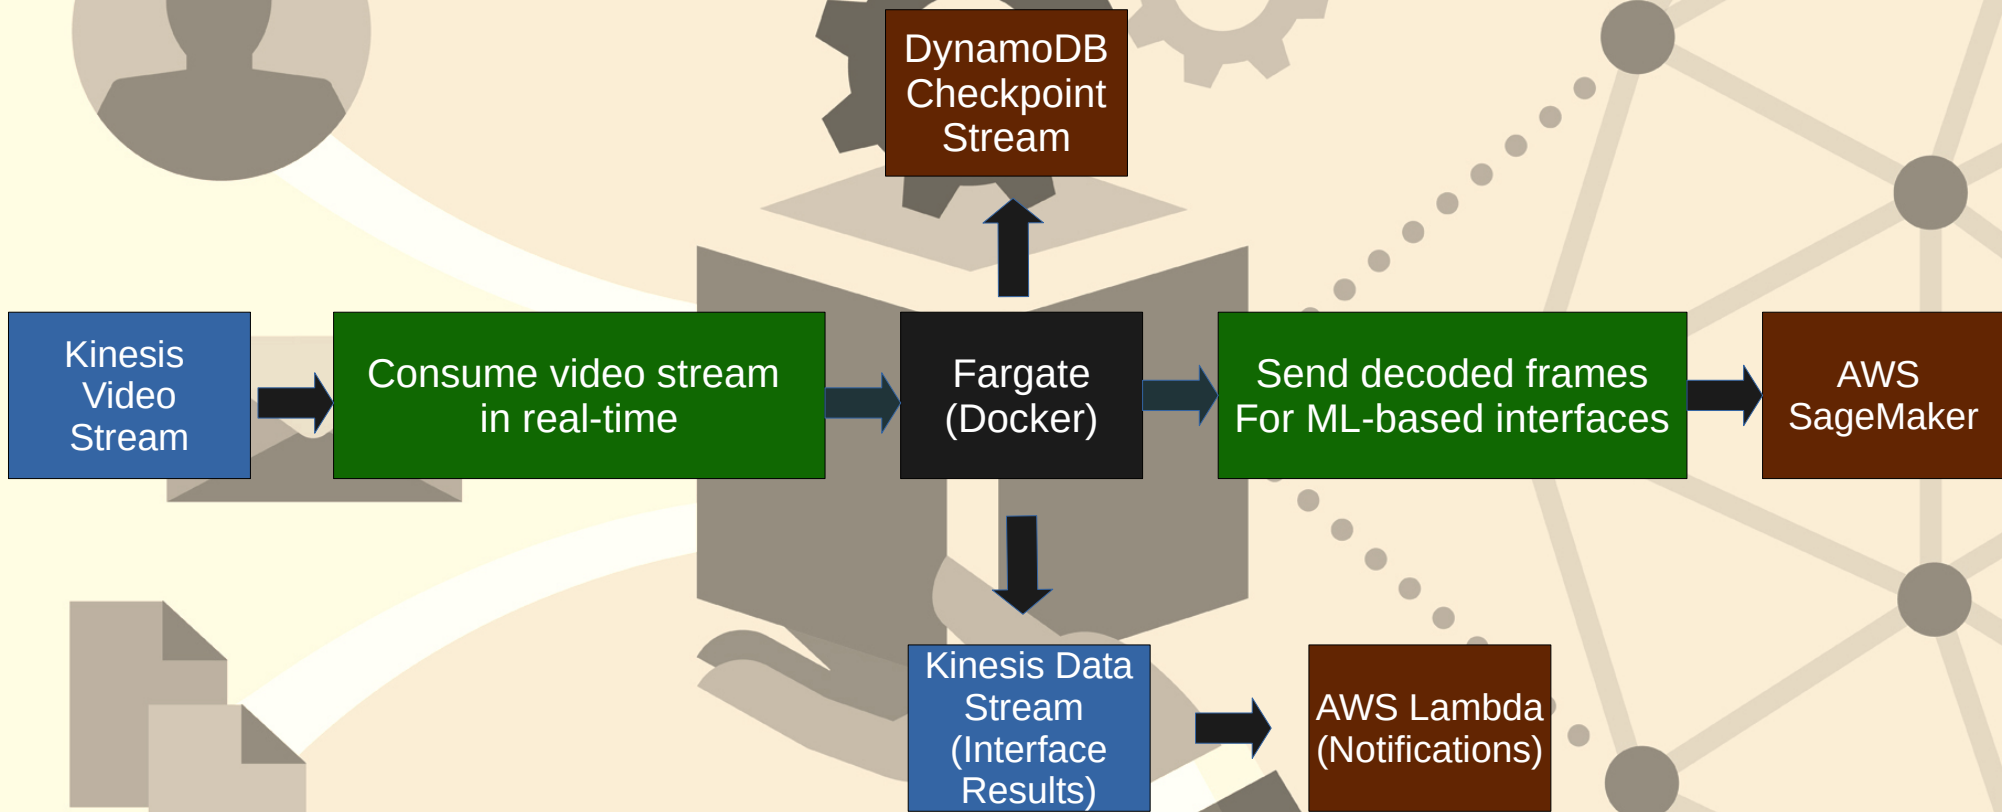 DynamoDB
Checkpoint
Stream
Kinesis
Video
Stream
Consume video stream
in real-time
Fargate
(Docker)
Send decoded frames
For ML-based interfaces
AWS
SageMaker
Kinesis Data
Stream
(Interface
Results)
AWS Lambda
(Notifications)